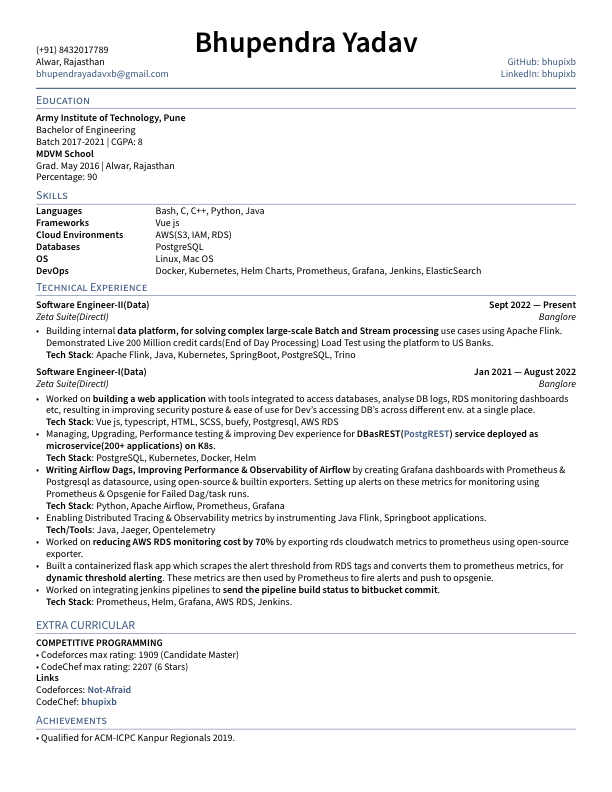 Bhupendra Yadav
(+91) 8432017789
Alwar, Rajasthan
bhupendrayadavxb@gmail.com
GitHub: bhupixb
LinkedIn: bhupixb
Education
Army Institute of Technology, Pune
Bachelor of Engineering
Batch 2017-2021 | CGPA: 8
MDVM School
Grad. May 2016 | Alwar, Rajasthan
Percentage: 90
Skills
Languages Bash, C, C++, Python, Java
Frameworks Vue js
Cloud Environments AWS(S3, IAM, RDS)
Databases PostgreSQL
OS Linux, Mac OS
DevOps Docker, Kubernetes, Helm Charts, Prometheus, Grafana, Jenkins, ElasticSearch
Technical Experience
Software Engineer-II(Data) Sept 2022 — Present
Zeta Suite(DirectI) Banglore
• Building internal data platform, for solving complex large-scale Batch and Stream processing use cases using Apache Flink.
Demonstrated Live 200 Million credit cards(End of Day Processing) Load Test using the platform to US Banks.
Tech Stack: Apache Flink, Java, Kubernetes, SpringBoot, PostgreSQL, Trino
Software Engineer-I(Data) Jan 2021 — August 2022
Zeta Suite(DirectI) Banglore
• Worked on building a web application with tools integrated to access databases, analyse DB logs, RDS monitoring dashboards
etc, resulting in improving security posture & ease of use for Dev's accessing DB's across different env. at a single place.
Tech Stack: Vue js, typescript, HTML, SCSS, buefy, Postgresql, AWS RDS
• Managing, Upgrading, Performance testing & improving Dev experience for DBasREST(PostgREST) service deployed as
microservice(200+ applications) on K8s.
Tech Stack: PostgreSQL, Kubernetes, Docker, Helm
• Writing Airflow Dags, Improving Performance & Observability of Airflow by creating Grafana dashboards with Prometheus &
Postgresql as datasource, using open-source & builtin exporters. Setting up alerts on these metrics for monitoring using
Prometheus & Opsgenie for Failed Dag/task runs.
Tech Stack: Python, Apache Airflow, Prometheus, Grafana
• Enabling Distributed Tracing & Observability metrics by instrumenting Java Flink, Springboot applications.
Tech/Tools: Java, Jaeger, Opentelemetry
• Worked on reducing AWS RDS monitoring cost by 70% by exporting rds cloudwatch metrics to prometheus using open-source
exporter.
• Built a containerized flask app which scrapes the alert threshold from RDS tags and converts them to prometheus metrics, for
dynamic threshold alerting. These metrics are then used by Prometheus to fire alerts and push to opsgenie.
• Worked on integrating jenkins pipelines to send the pipeline build status to bitbucket commit.
Tech Stack: Prometheus, Helm, Grafana, AWS RDS, Jenkins.
EXTRA CURRICULAR
COMPETITIVE PROGRAMMING
• Codeforces max rating: 1909 (Candidate Master)
• CodeChef max rating: 2207 (6 Stars)
Links
Codeforces: Not-Afraid
CodeChef: bhupixb
Achievements
• Qualified for ACM-ICPC Kanpur Regionals 2019.